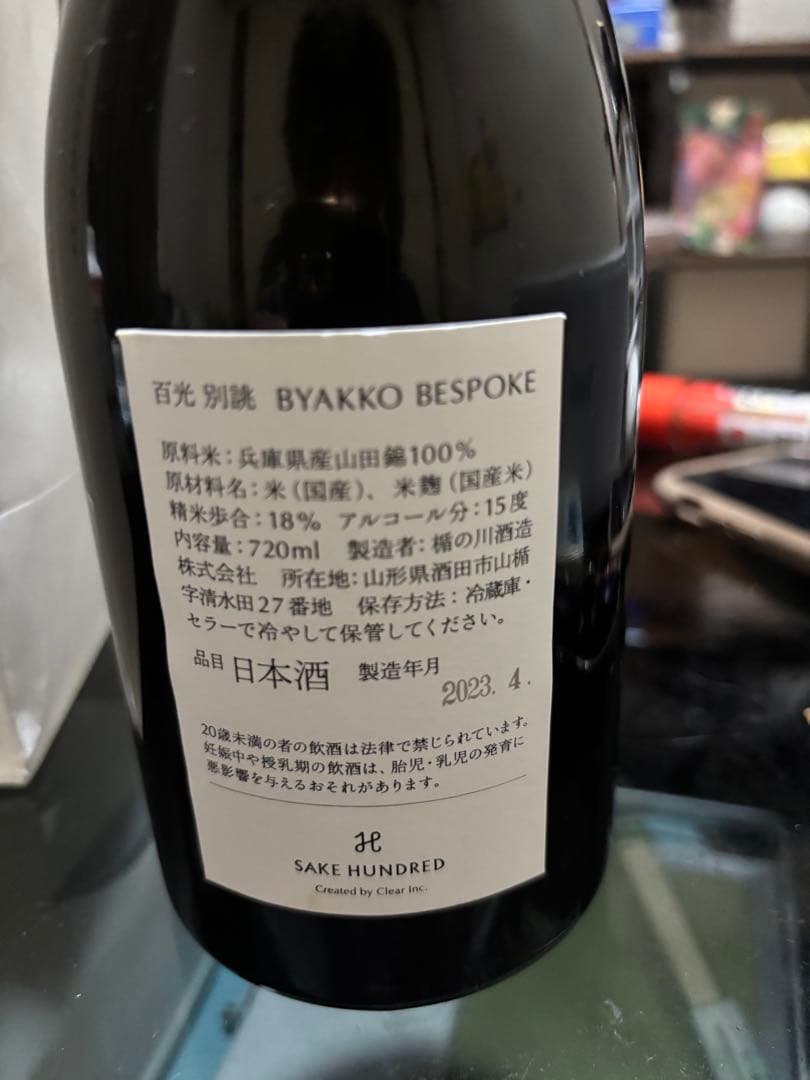 百光 別誂 BYAKKO BESPOKE
原料米：兵庫県産山田錦100%
原材料名：米（国産）、米麹（国産米）
精米歩合：18% アルコール分：15度
内容量：720ml 製造者：楯の川酒造
株式会社 所在地：山形県酒田市山楯
字清水田27番地 保存方法：冷蔵庫・
セラーで冷やして保管してください。
品目 日本酒 製造年月 2023. 4.
20歳未満の者の飲酒は法律で禁じられています。
妊娠中や授乳期の飲酒は、胎児・乳児の発育に
悪影響を与えるおそれがあります。
SAKE HUNDRED
Created by Clear Inc.